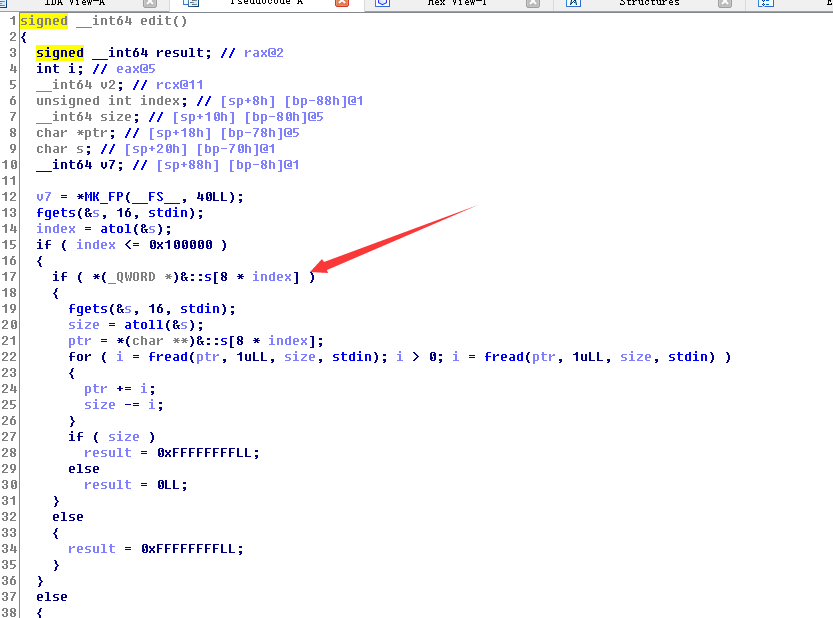 IDA View-A Pseudocode A Hex View-1 Structures
1 signed __int64 edit()
2 {
3 signed __int64 result; // rax@2
4 int i; // eax@5
5 __int64 v2; // rcx@11
6 unsigned int index; // [sp+8h] [bp-88h]@1
7 __int64 size; // [sp+10h] [bp-80h]@5
8 char *ptr; // [sp+18h] [bp-78h]@5
9 char s; // [sp+20h] [bp-70h]@1
10 __int64 v7; // [sp+88h] [bp-8h]@1
11
12 v7 = *MK_FP(__FS__, 40LL);
13 fgets(&s, 16, stdin);
14 index = atol(&s);
15 if ( index <= 0x100000 )
16 {
17 if ( *(_QWORD *)&::s[8 * index] )
18 {
19 fgets(&s, 16, stdin);
20 size = atoll(&s);
21 ptr = *(char **)&::s[8 * index];
22 for ( i = fread(ptr, 1uLL, size, stdin); i > 0; i = fread(ptr, 1uLL, size, stdin) )
23 {
24 ptr += i;
25 size -= i;
26 }
27 if ( size )
28 result = 0xFFFFFFFFLL;
29 else
30 result = 0LL;
31 }
32 else
33 {
34 result = 0xFFFFFFFFLL;
35 }
36 }
37 else
38 {